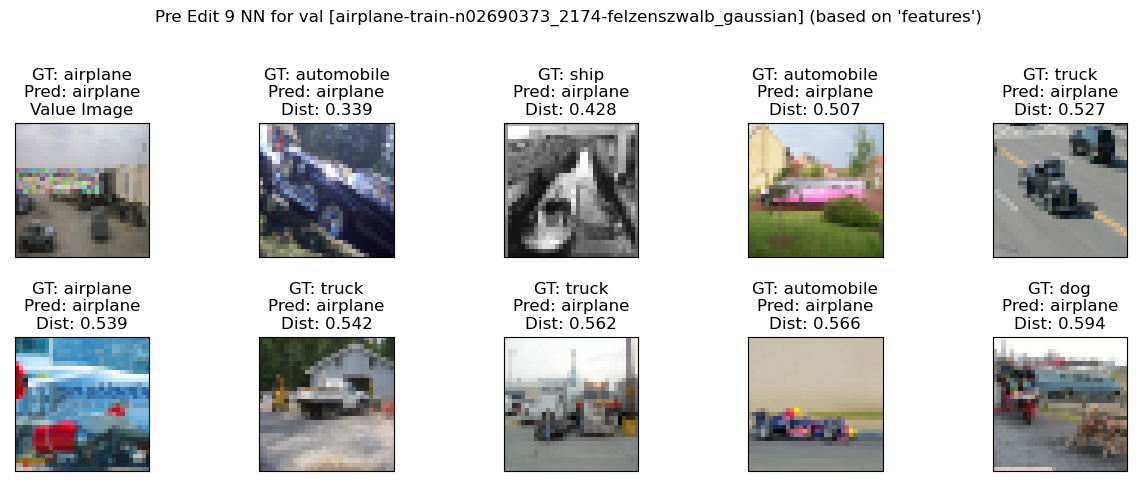 Pre Edit 9 NN for val [airplane-train-n02690373_2174-felzenszwalb_gaussian] (based on 'features')
GT: airplane
Pred: airplane
Value Image
GT: automobile
Pred: airplane
Dist: 0.339
GT: ship
Pred: airplane
Dist: 0.428
GT: automobile
Pred: airplane
Dist: 0.507
GT: truck
Pred: airplane
Dist: 0.527
GT: airplane
Pred: airplane
Dist: 0.539
GT: truck
Pred: airplane
Dist: 0.542
GT: truck
Pred: airplane
Dist: 0.562
GT: automobile
Pred: airplane
Dist: 0.566
GT: dog
Pred: airplane
Dist: 0.594